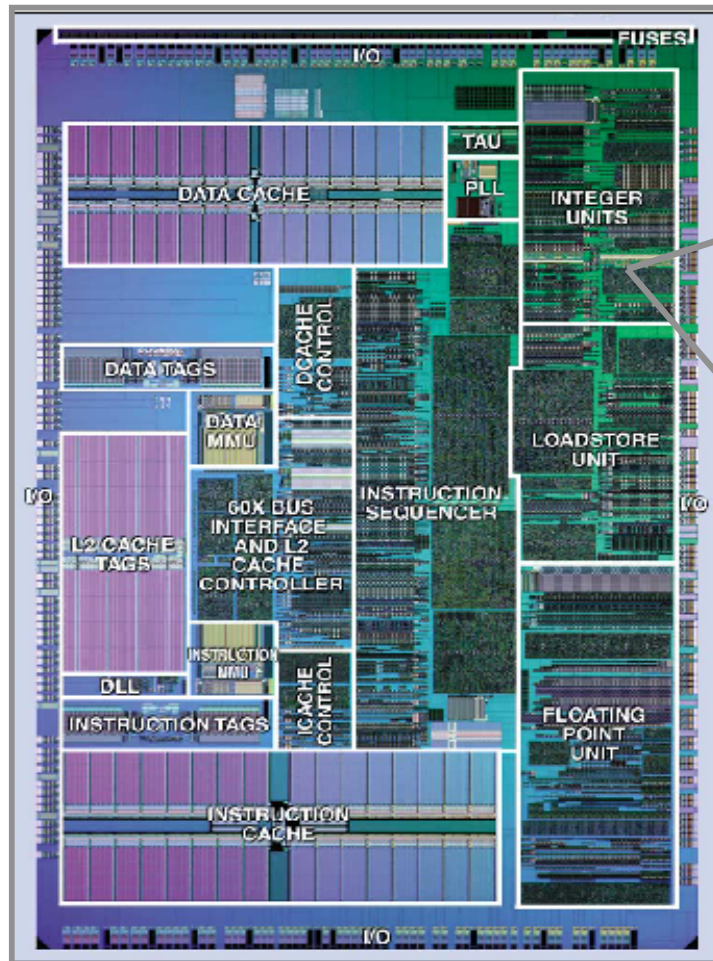 FUSES
I/O
TAU
DATA CACHE
PLL
INTEGER
UNITS
DCACHE
CONTROL
DATA TAGS
DATA
MMU
LOADSTORE
UNIT
I/O
I/O
60X BUS
INTERFACE
AND L2
CACHE
CONTROLLER
INSTRUCTION
SEQUENCER
L2 CACHE
TAGS
INSTRUCTION
MMU
DLL
ICACHE
CONTROL
INSTRUCTION TAGS
FLOATING
POINT
UNIT
INSTRUCTION
CACHE
I/O